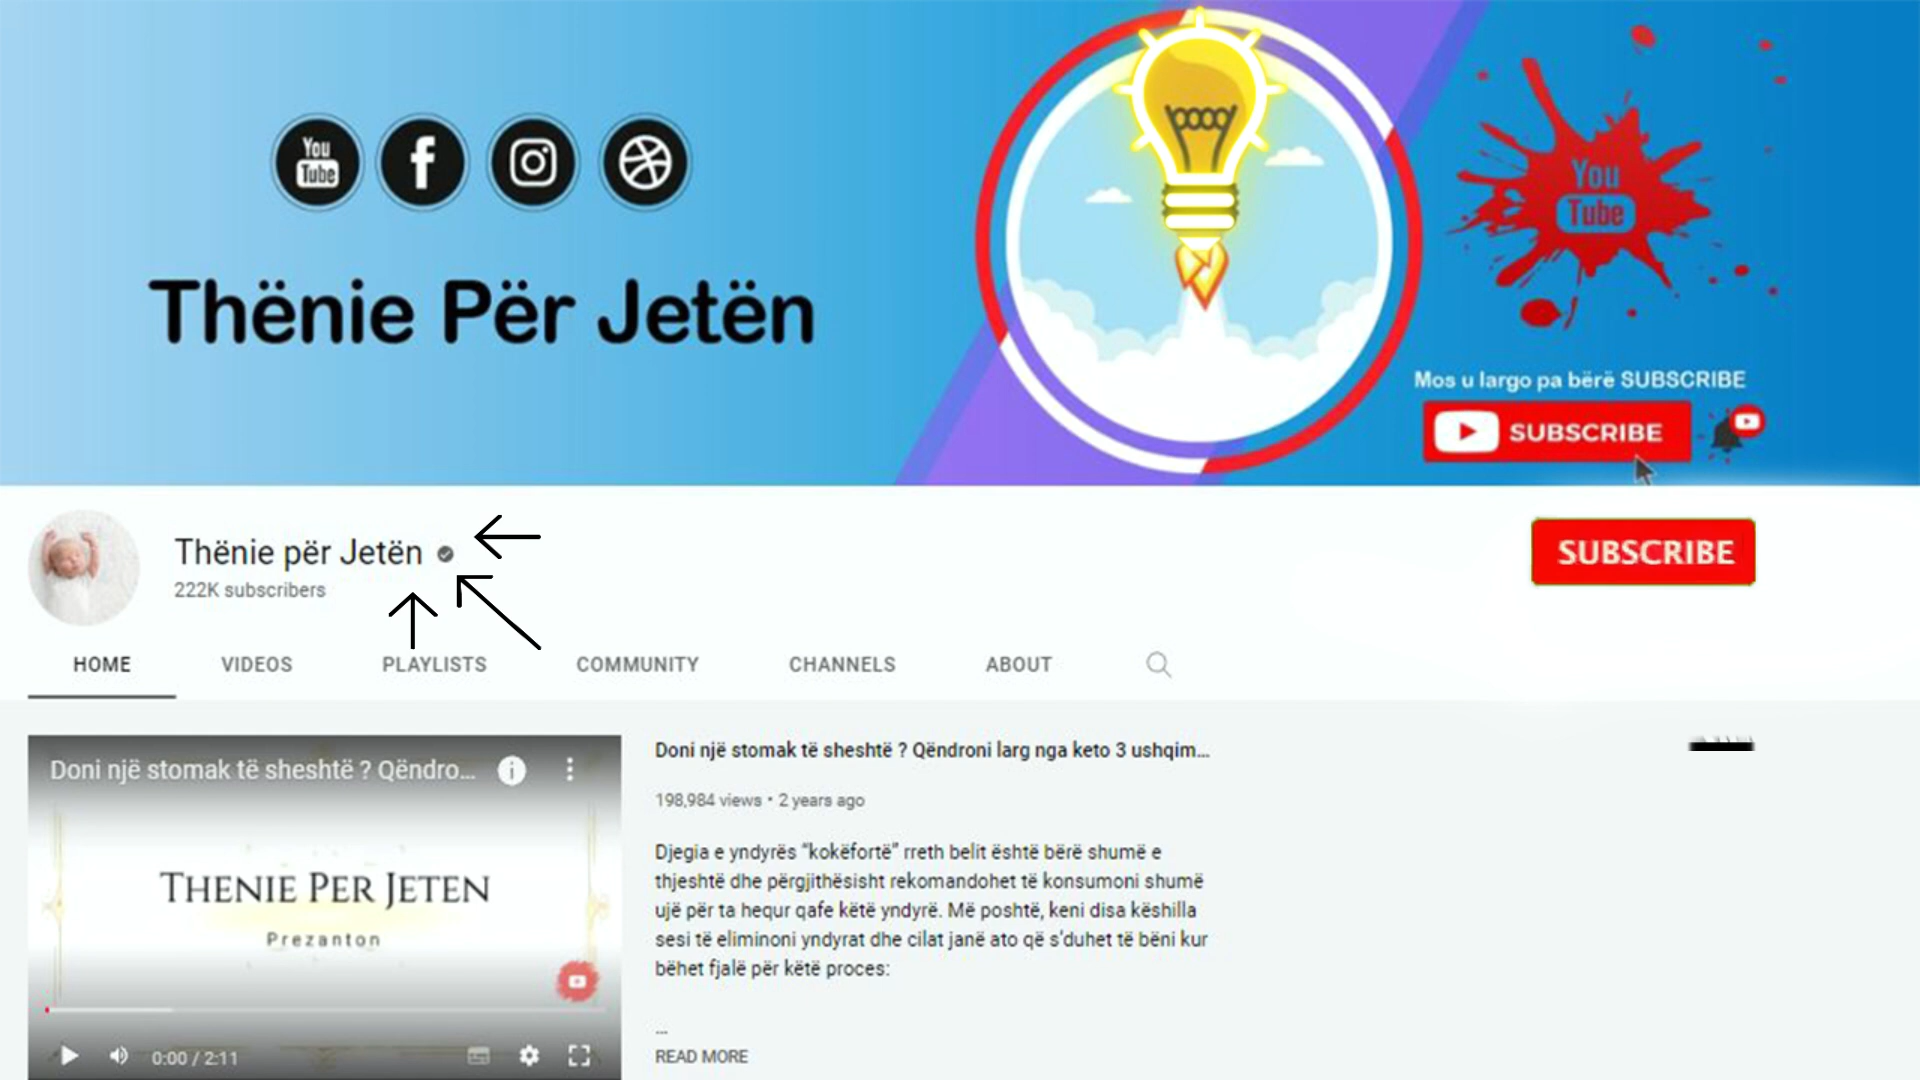 You
Tube
Thënie Për Jetën
You
Tube
Mos u largo pa bërë SUBSCRIBE
SUBSCRIBE
Thënie për Jetën
222K subscribers
SUBSCRIBE
HOME VIDEOS PLAYLISTS COMMUNITY CHANNELS ABOUT
Doni një stomak të sheshtë ? Qëndro...
THENIE PER JETEN
Prezanton
0:00 / 2:11
Doni një stomak të sheshtë ? Qëndroni larg nga keto 3 ushqim...
198,984 views • 2 years ago
Djegia e yndyrës “kokëfortë” rreth belit është bërë shumë e
thjeshtë dhe përgjithësisht rekomandohet të konsumoni shumë
ujë për ta hequr qafe këtë yndyrë. Më poshtë, keni disa këshilla
sesi të eliminoni yndyrat dhe cilat janë ato që s'duhet të bëni kur
bëhet fjalë për këtë proces:
...
READ MORE